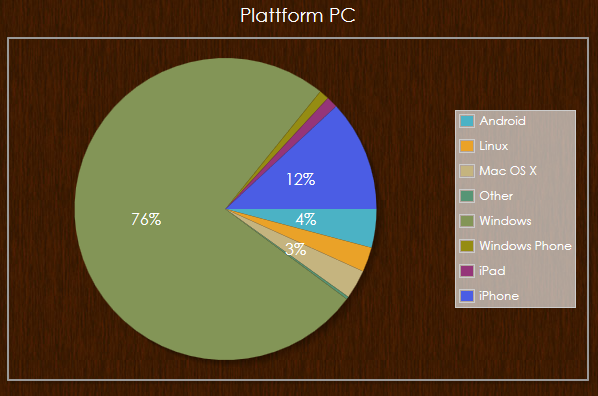 Plattform PC
12%
4%
3%
76%
Android
Linux
Mac OS X
Other
Windows
Windows Phone
iPad
iPhone